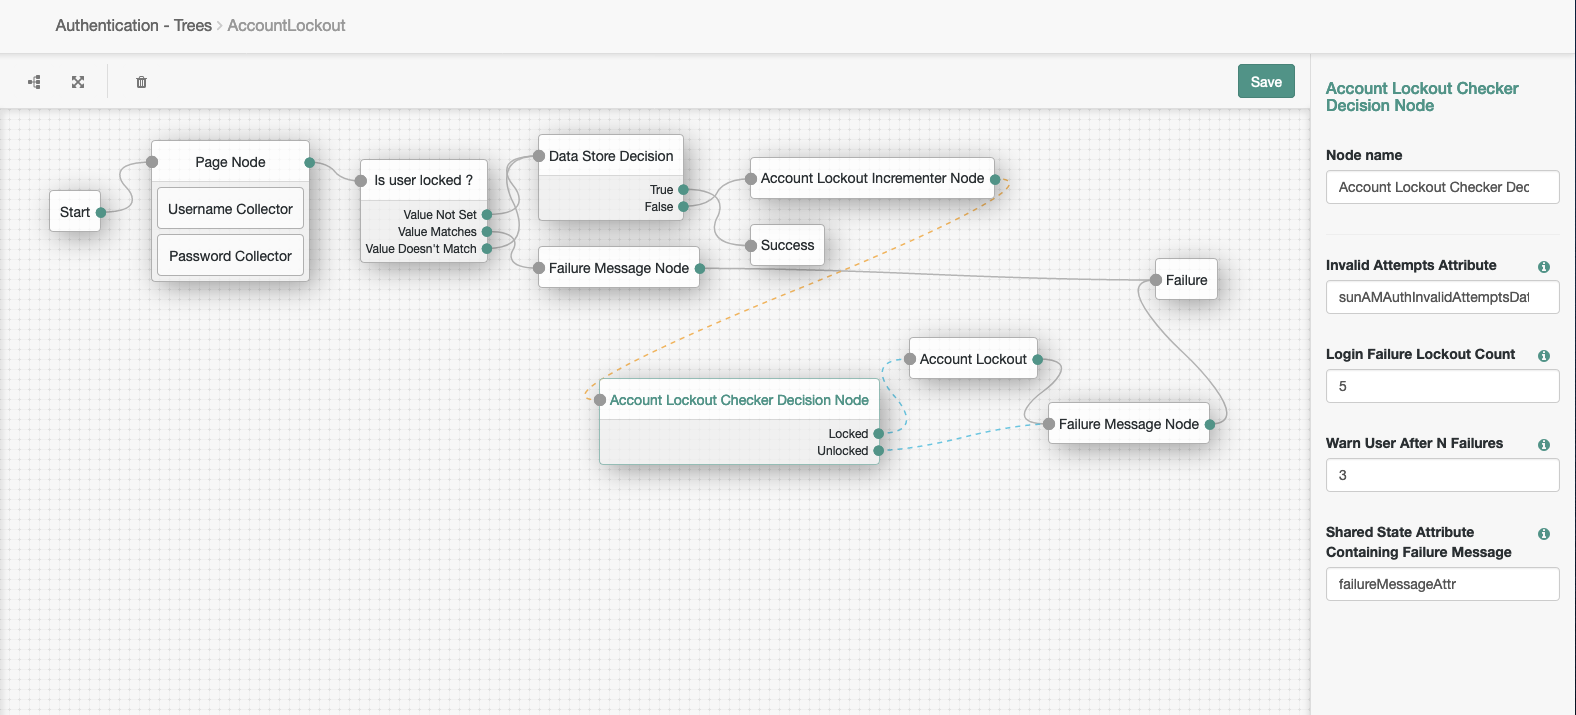 Authentication - Trees > AccountLockout
Save
Start
Page Node
Username Collector
Password Collector
Is user locked ?
Value Not Set
Value Matches
Value Doesn't Match
Data Store Decision
True
False
Failure Message Node
Account Lockout Incrementer Node
Success
Failure
Account Lockout
Account Lockout Checker Decision Node
Locked
Unlocked
Failure Message Node
Account Lockout Checker
Decision Node
Node name
Account Lockout Checker Dec
Invalid Attempts Attribute
sunAMAuthInvalidAttemptsDat
Login Failure Lockout Count
5
Warn User After N Failures
3
Shared State Attribute
Containing Failure Message
failureMessageAttr